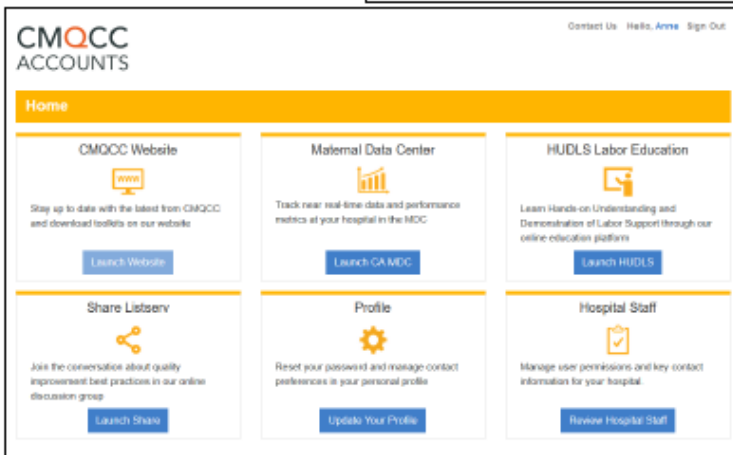 Contact Us Hello, Anne Sign Out
CMQCC
ACCOUNTS
Home
CMQCC Website
www
Stay up to date with the latest from CMQCC
and download toolkits on our website
Launch Website
Maternal Data Center
Track near real-time data and performance
metrics at your hospital in the MDC
Launch CA MDC
HUDLS Labor Education
Learn Hands-on Understanding and
Demonstration of Labor Support through our
online education platform
Launch HUDLS
Share Listserv
Join the conversation about quality
improvement best practices in our online
discussion group
Launch Share
Profile
Reset your password and manage contact
preferences in your personal profile
Update Your Profile
Hospital Staff
Manage user permissions and key contact
information for your hospital.
Review Hospital Staff